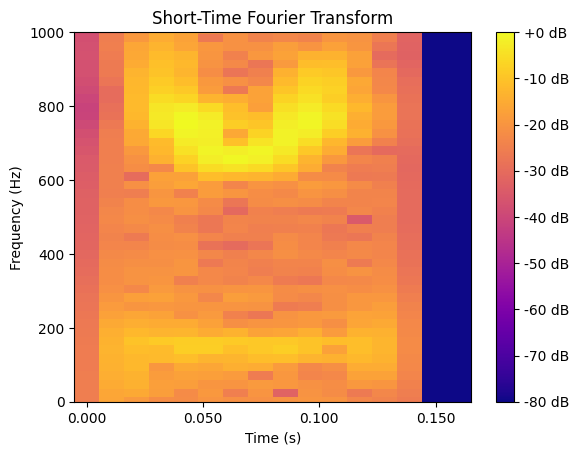 Short-Time Fourier Transform
1000
800
600
400
200
0
Frequency (Hz)
0.000
0.050
0.100
0.150
Time (s)
+0 dB
-10 dB
-20 dB
-30 dB
-40 dB
-50 dB
-60 dB
-70 dB
-80 dB